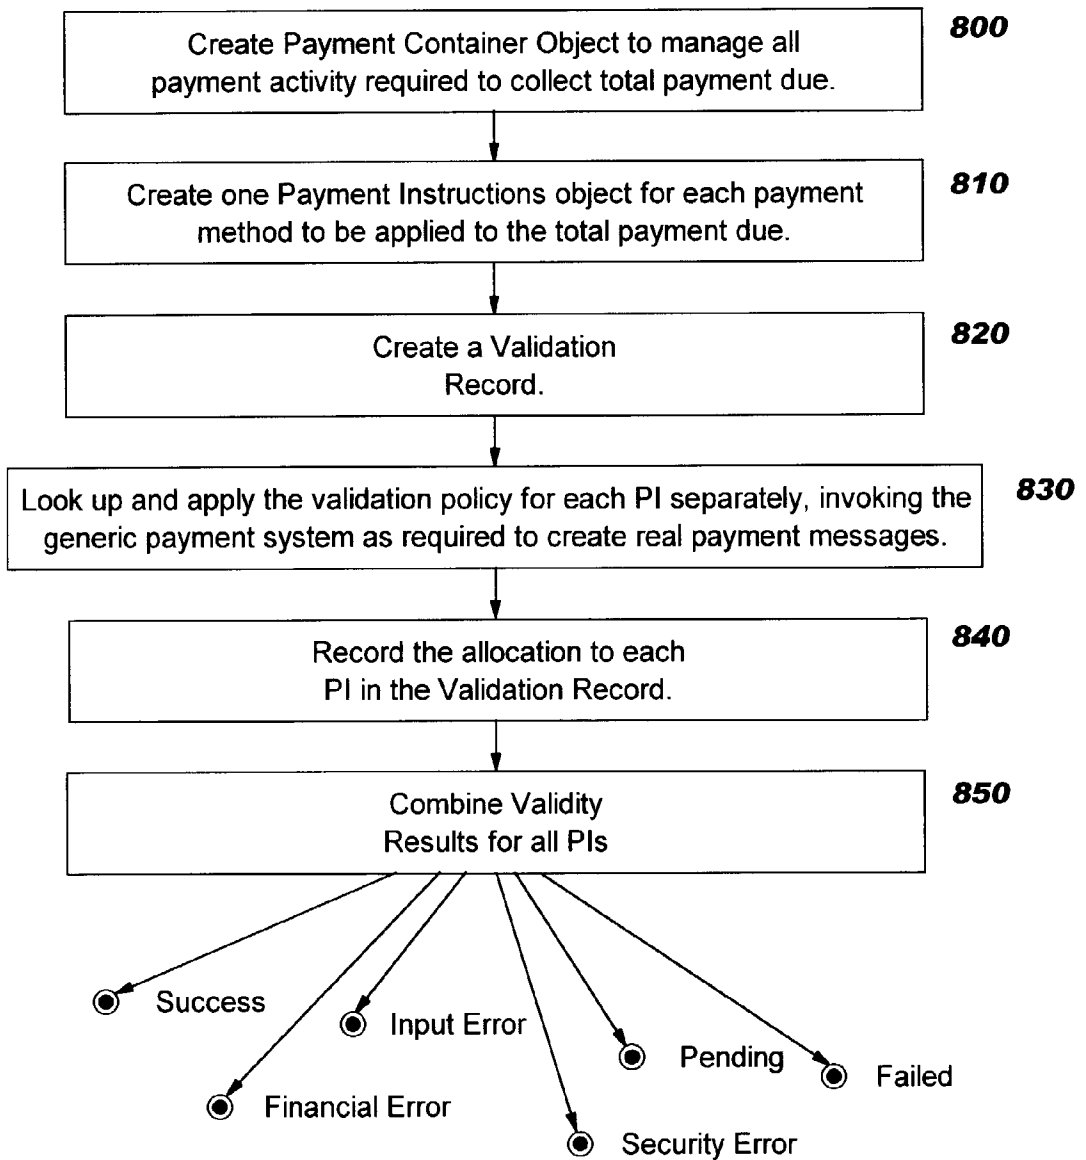 Create Payment Container Object to manage all
payment activity required to collect total payment due.
800
Create one Payment Instructions object for each payment
method to be applied to the total payment due.
810
Create a Validation
Record.
820
Look up and apply the validation policy for each PI separately, invoking the
generic payment system as required to create real payment messages.
830
Record the allocation to each
PI in the Validation Record.
840
Combine Validity
Results for all PIs
850
Success
Input Error
Pending
Failed
Financial Error
Security Error